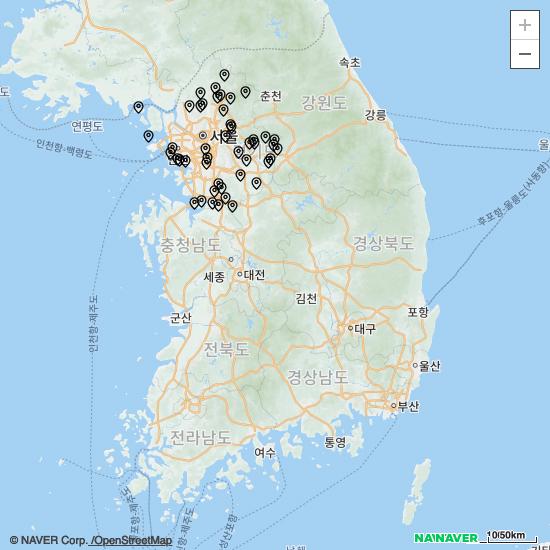 +
−
속초
춘천
강원도
강릉
연평도
서울
인천항-백령도
울
후포항-울릉도(사동항)
충청남도
경상북도
세종
대전
인천항-제주도
김천
군산
포항
대구
전북도
울산
경상남도
부산
전라남도
통영
여수
© NAVER Corp. /OpenStreetMap
NAVER
10/50km